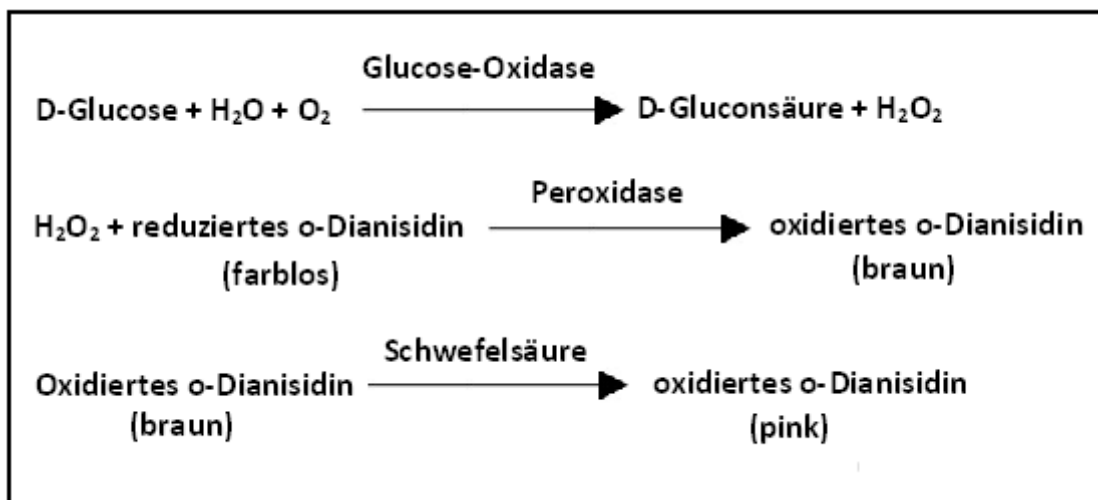 Glucose-Oxidase
D-Glucose + H₂O + O₂ D-Gluconsäure + H₂O₂
Peroxidase
H₂O₂ + reduziertes o-Dianisidin oxidiertes o-Dianisidin
(farblos) (braun)
Schwefelsäure
Oxidiertes o-Dianisidin oxidiertes o-Dianisidin
(braun) (pink)